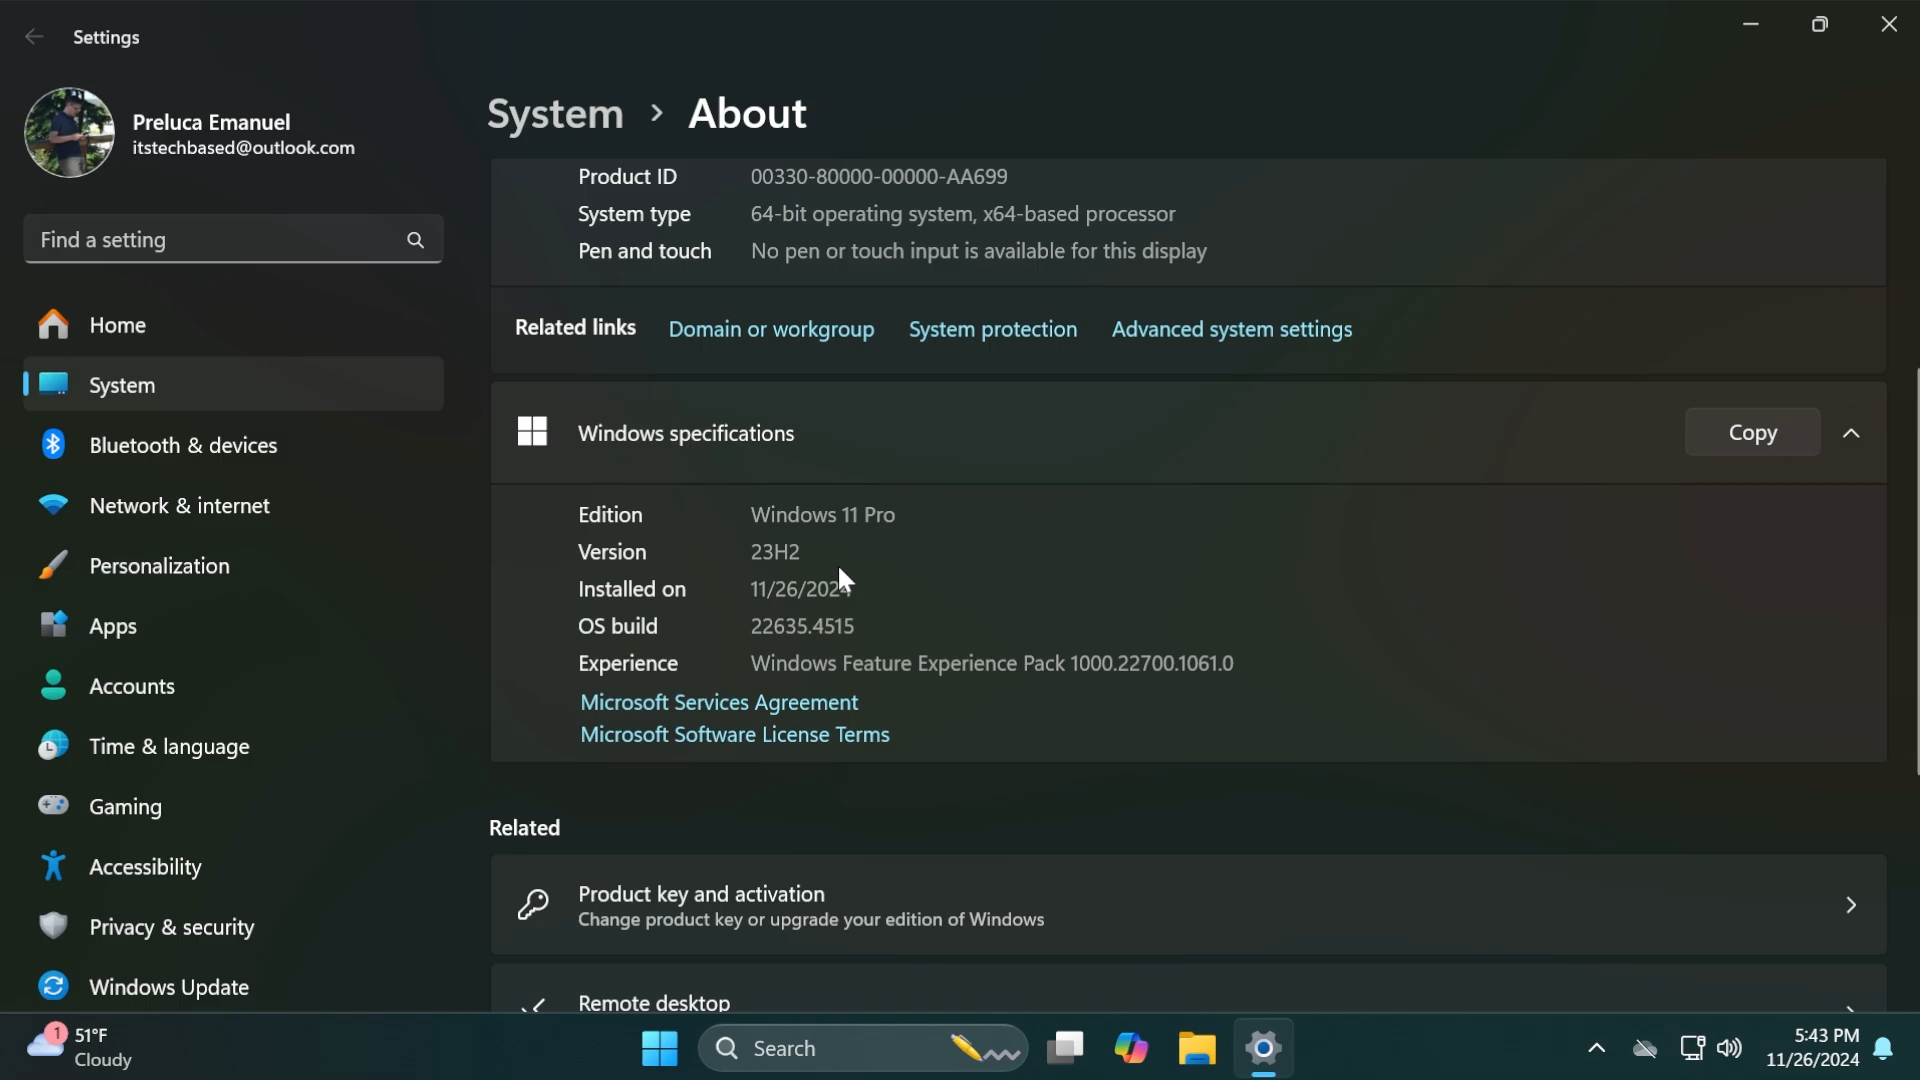 Settings
Preluca Emanuel
itstechbased@outlook.com
Find a setting
Home
System
Bluetooth & devices
Network & internet
Personalization
Apps
Accounts
Time & language
Gaming
Accessibility
Privacy & security
Windows Update
System > About
Product ID 00330-80000-00000-AA699
System type 64-bit operating system, x64-based processor
Pen and touch No pen or touch input is available for this display
Related links Domain or workgroup System protection Advanced system settings
Windows specifications Copy
Edition Windows 11 Pro
Version 23H2
Installed on 11/26/2024
OS build 22635.4515
Experience Windows Feature Experience Pack 1000.22700.1061.0
Microsoft Services Agreement
Microsoft Software License Terms
Related
Product key and activation
Change product key or upgrade your edition of Windows
Remote desktop
1 51°F
Cloudy
Search
5:43 PM
11/26/2024